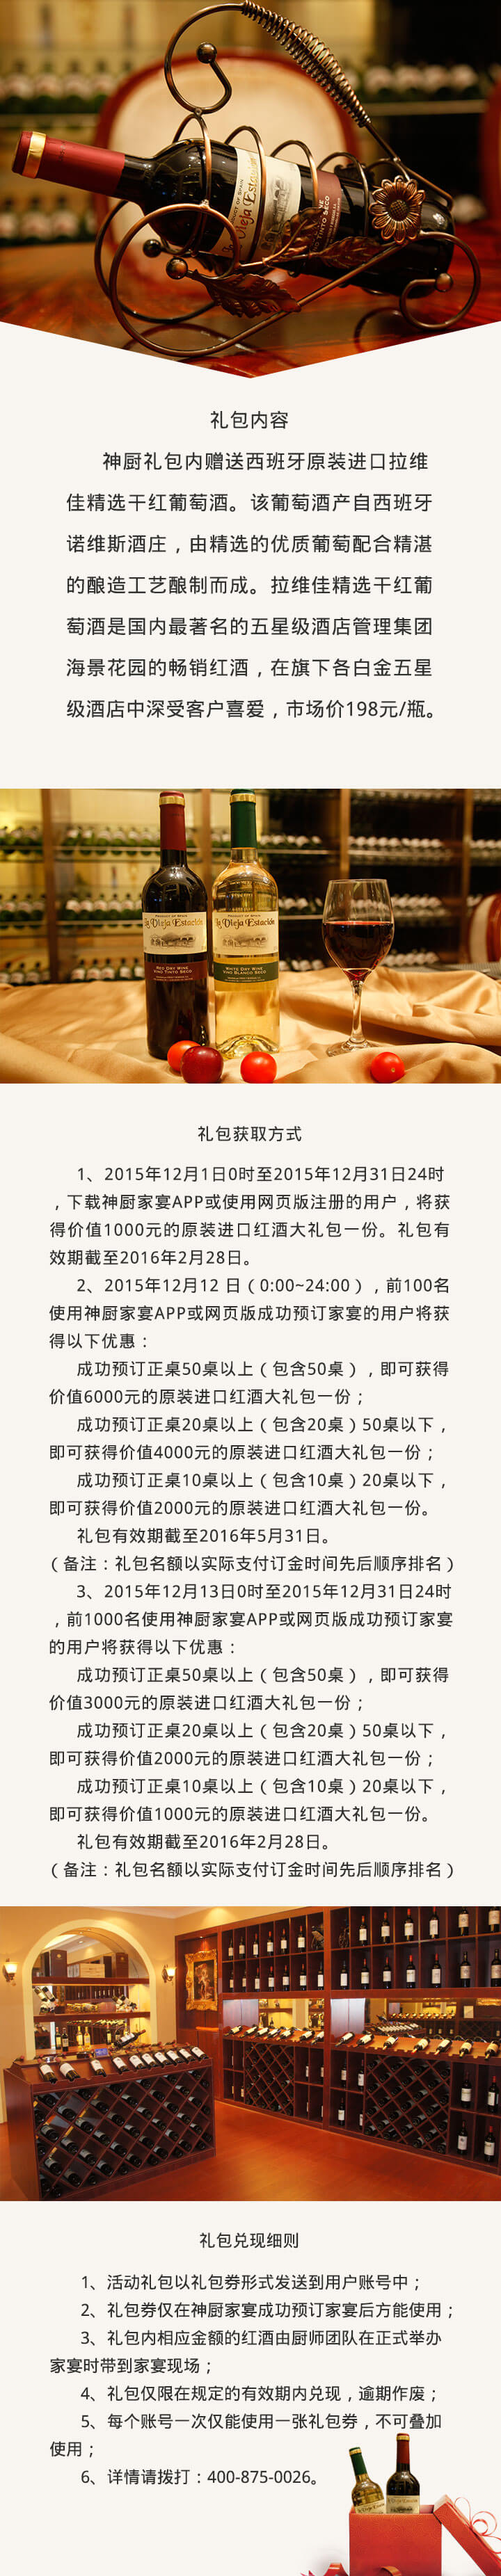 PRODUCT OF SPAIN
Vieja Estación
TINTO SECO
礼包内容
神厨礼包内赠送西班牙原装进口拉维
佳精选干红葡萄酒。该葡萄酒产自西班牙
诺维斯酒庄，由精选的优质葡萄配合精湛
的酿造工艺酿制而成。拉维佳精选干红葡
萄酒是国内最著名的五星级酒店管理集团
海景花园的畅销红酒，在旗下各白金五星
级酒店中深受客户喜爱，市场价198元/瓶。
PRODUCT OF SPAIN
La Vieja Estación
RED DRY WINE
VINO TINTO SECO
PRODUCT OF SPAIN
La Vieja Estación
WHITE DRY WINE
VINO BLANCO SECO
礼包获取方式
1、2015年12月1日0时至2015年12月31日24时
，下载神厨家宴APP或使用网页版注册的用户，将获
得价值1000元的原装进口红酒大礼包一份。礼包有
效期截至2016年2月28日。
2、2015年12月12 日（0:00~24:00），前100名
使用神厨家宴APP或网页版成功预订家宴的用户将获
得以下优惠：
成功预订正桌50桌以上（包含50桌），即可获得
价值6000元的原装进口红酒大礼包一份；
成功预订正桌20桌以上（包含20桌）50桌以下，
即可获得价值4000元的原装进口红酒大礼包一份；
成功预订正桌10桌以上（包含10桌）20桌以下，
即可获得价值2000元的原装进口红酒大礼包一份。
礼包有效期截至2016年5月31日。
（备注：礼包名额以实际支付订金时间先后顺序排名）
3、2015年12月13日0时至2015年12月31日24时
，前1000名使用神厨家宴APP或网页版成功预订家宴
的用户将获得以下优惠：
成功预订正桌50桌以上（包含50桌），即可获得
价值3000元的原装进口红酒大礼包一份；
成功预订正桌20桌以上（包含20桌）50桌以下，
即可获得价值2000元的原装进口红酒大礼包一份；
成功预订正桌10桌以上（包含10桌）20桌以下，
即可获得价值1000元的原装进口红酒大礼包一份。
礼包有效期截至2016年2月28日。
（备注：礼包名额以实际支付订金时间先后顺序排名）
礼包兑现细则
1、活动礼包以礼包券形式发送到用户账号中；
2、礼包券仅在神厨家宴成功预订家宴后方能使用；
3、礼包内相应金额的红酒由厨师团队在正式举办
家宴时带到家宴现场；
4、礼包仅限在规定的有效期内兑现，逾期作废；
5、每个账号一次仅能使用一张礼包券，不可叠加
使用；
6、详情请拨打：400-875-0026。